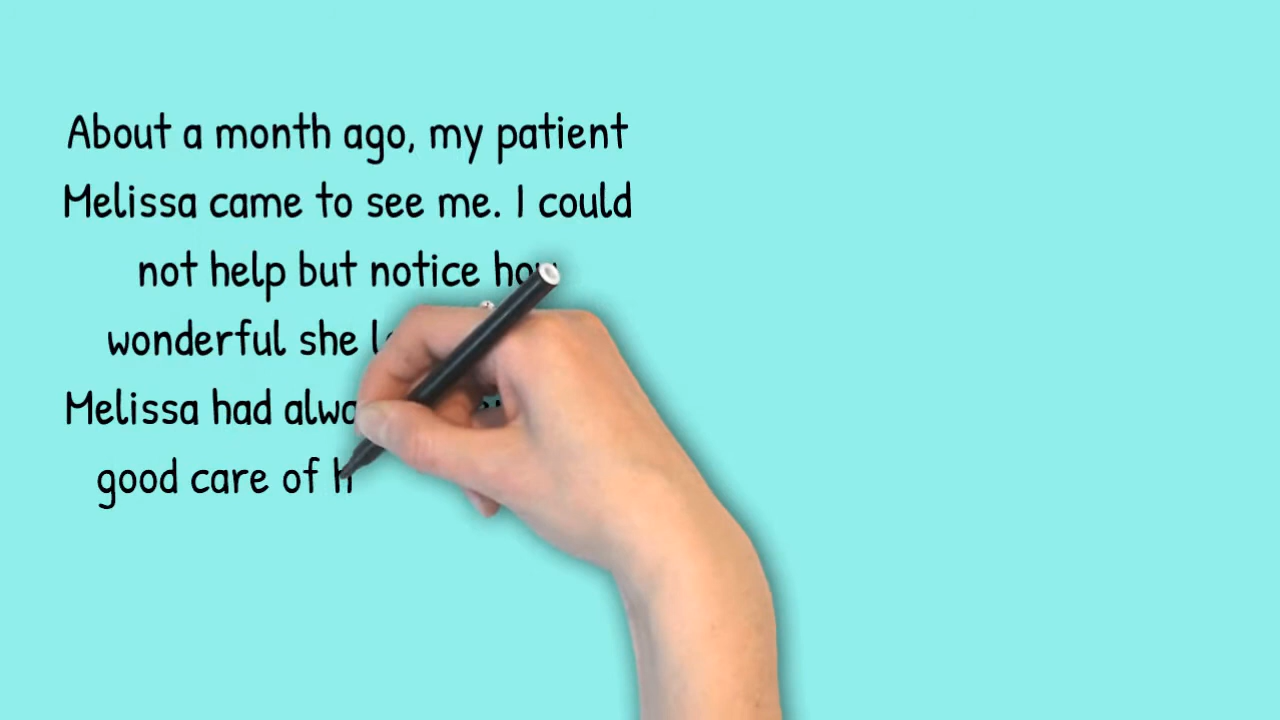 About a month ago, my patient
Melissa came to see me. I could
not help but notice how
wonderful she
Melissa had
good care of